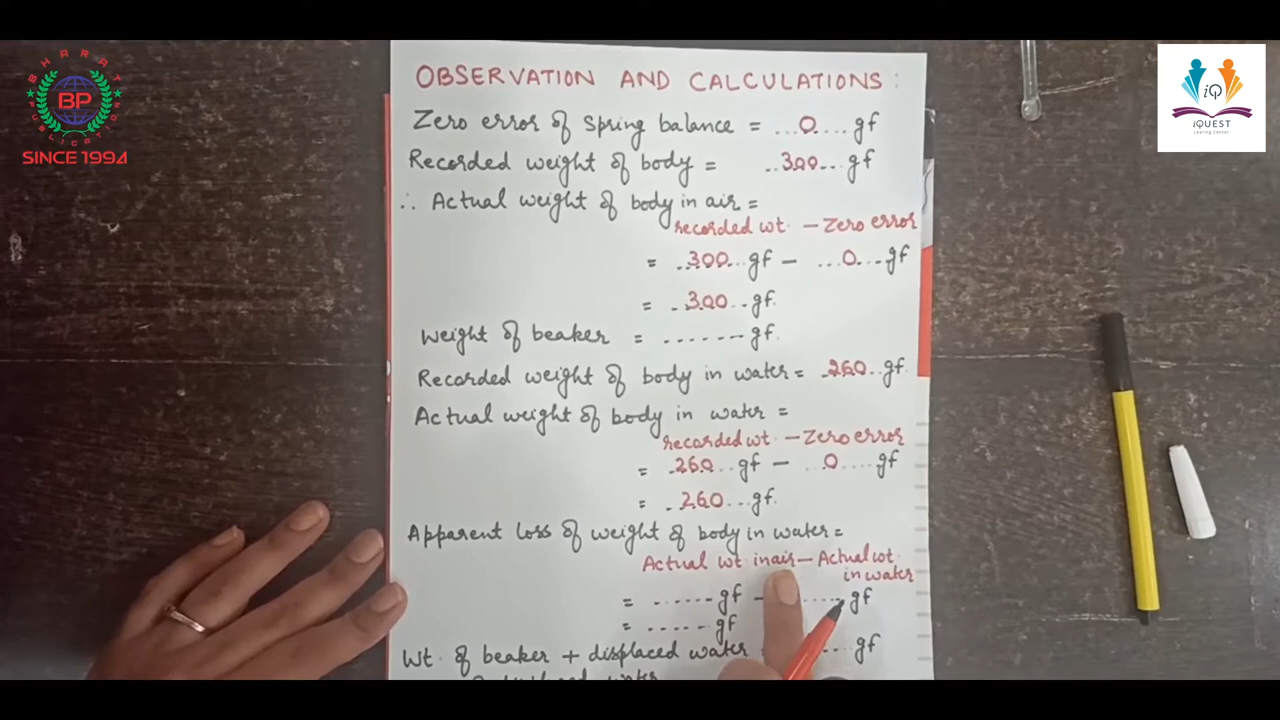 BHARAT
BP
PUBLICATION
SINCE 1994
iQ
iQUEST
OBSERVATION AND CALCULATIONS :
Zero error of spring balance = ...0.... gf
Recorded weight of body = ..300... gf
∴ Actual weight of body in air =
recorded wt. – Zero error
= ..300.. gf – ...0...gf
= ..300..gf.
Weight of beaker = .......gf.
Recorded weight of body in water = ..260.. gf.
Actual weight of body in water =
recorded wt – Zero error
= ..260.. gf – ...0.... gf
= ..260...gf.
Apparent loss of weight of body in water =
Actual wt in air – Actual wt.
in water
= ...... gf – ...... gf
= ...... gf
Wt. of beaker + displaced water .... gf